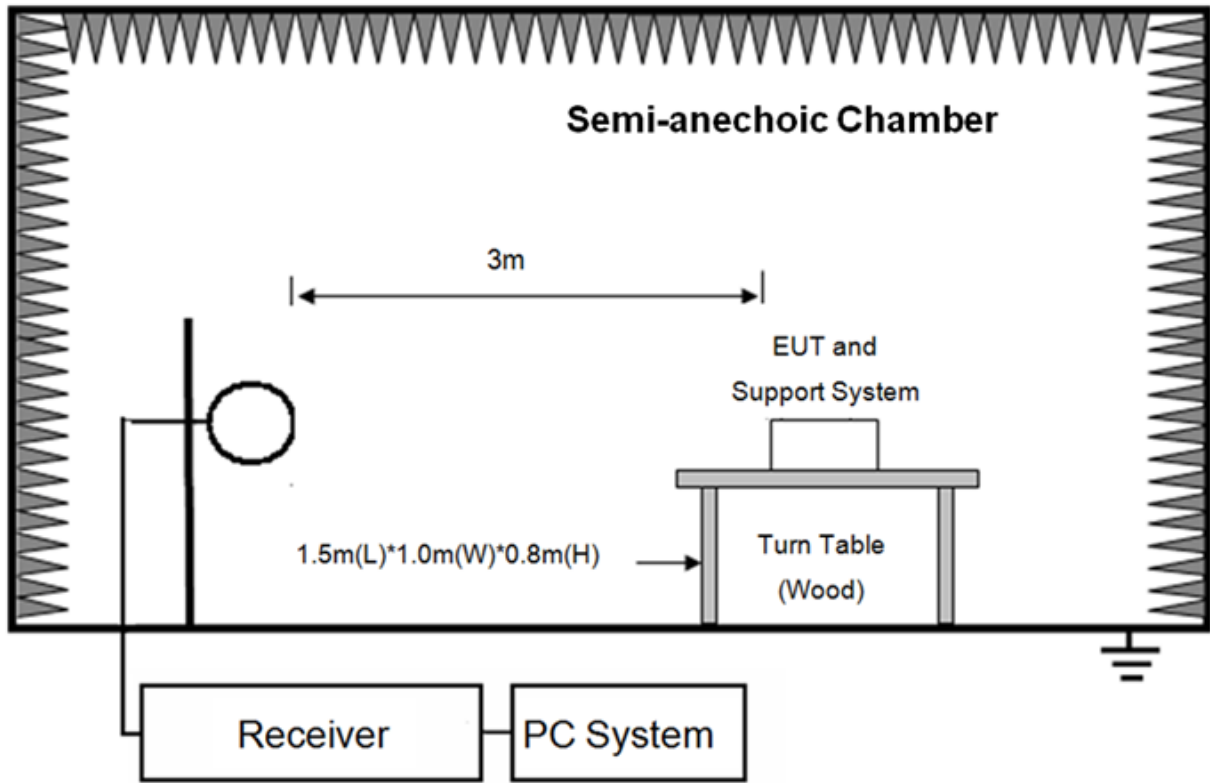 Semi-anechoic Chamber
3m
EUT and
Support System
1.5m(L)*1.0m(W)*0.8m(H)
Turn Table
(Wood)
Receiver
PC System